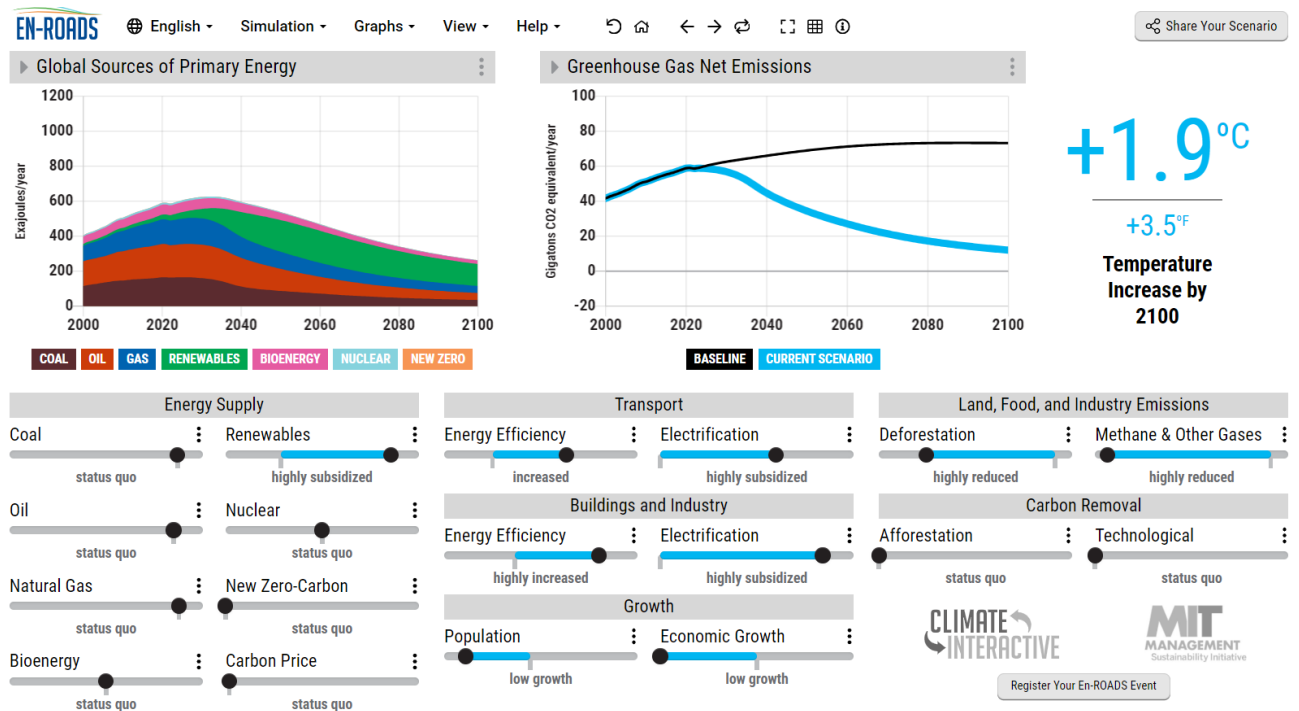 EN-ROADS
English
Simulation
Graphs
View
Help
Share Your Scenario
Global Sources of Primary Energy
Exajoules/year
1200
1000
800
600
400
200
0
2000 2020 2040 2060 2080 2100
COAL OIL GAS RENEWABLES BIOENERGY NUCLEAR NEW ZERO
Greenhouse Gas Net Emissions
Gigatons CO2 equivalent/year
100
80
60
40
20
0
-20
2000 2020 2040 2060 2080 2100
BASELINE CURRENT SCENARIO
+1.9°C
+3.5°F
Temperature
Increase by
2100
Energy Supply
Coal
status quo
Renewables
highly subsidized
Oil
status quo
Nuclear
status quo
Natural Gas
status quo
New Zero-Carbon
status quo
Bioenergy
status quo
Carbon Price
status quo
Transport
Energy Efficiency
increased
Electrification
highly subsidized
Buildings and Industry
Energy Efficiency
highly increased
Electrification
highly subsidized
Growth
Population
low growth
Economic Growth
low growth
Land, Food, and Industry Emissions
Deforestation
highly reduced
Methane & Other Gases
highly reduced
Carbon Removal
Afforestation
status quo
Technological
status quo
CLIMATE
INTERACTIVE
MIT
MANAGEMENT
Sustainability Initiative
Register Your En-ROADS Event